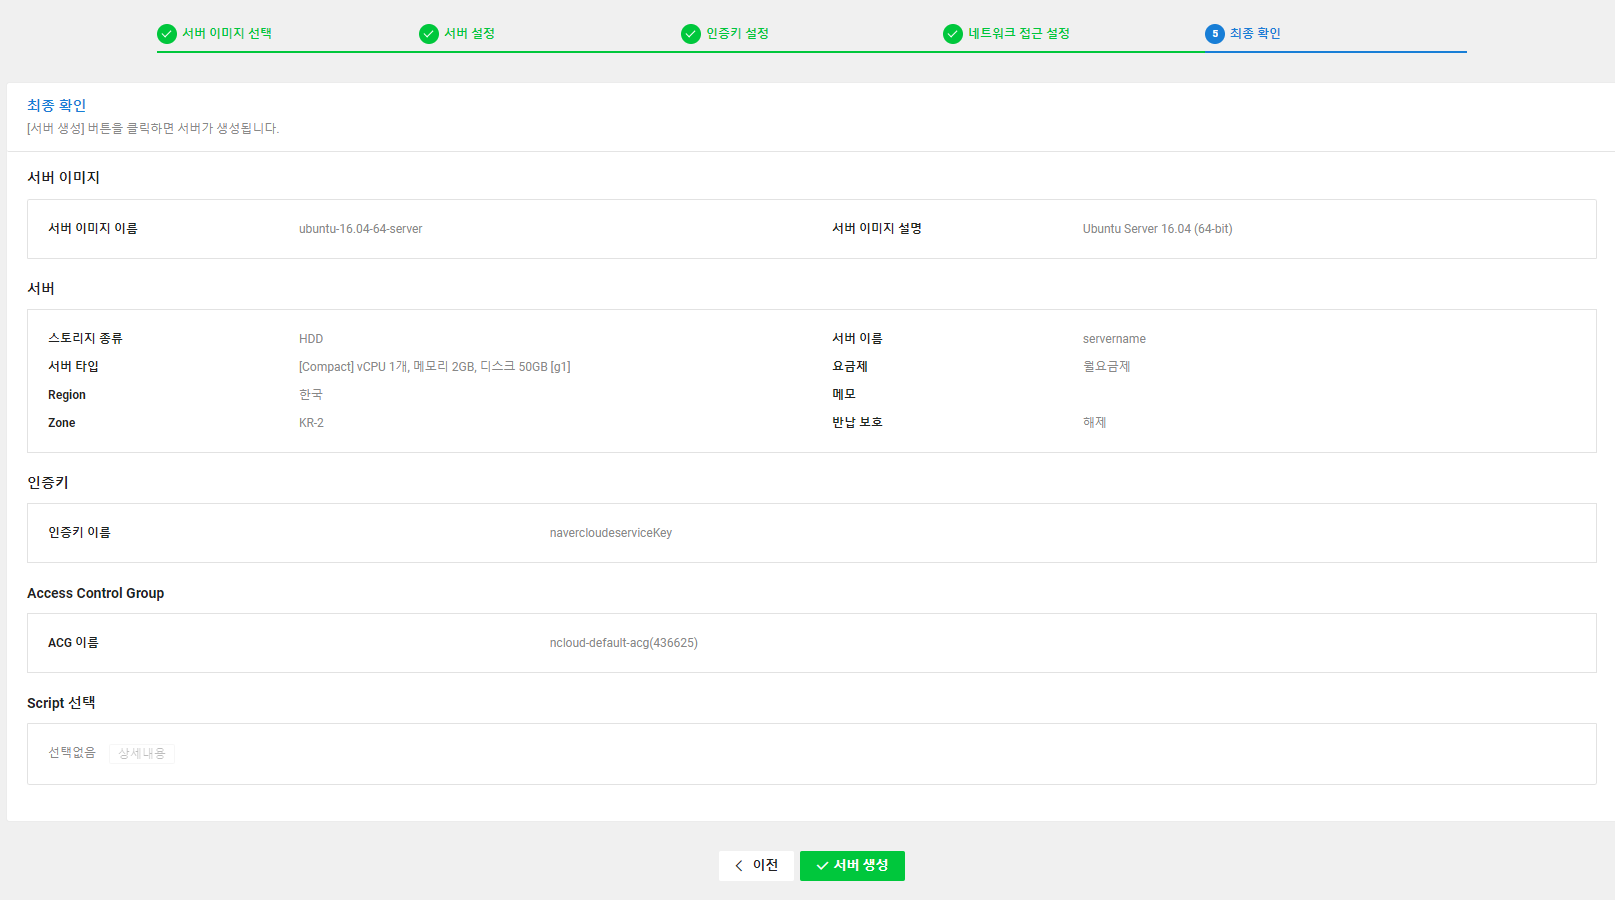 서버 이미지 선택
서버 설정
인증키 설정
네트워크 접근 설정
5 최종 확인
최종 확인
[서버 생성] 버튼을 클릭하면 서버가 생성됩니다.
서버 이미지
서버 이미지 이름 ubuntu-16.04-64-server 서버 이미지 설명 Ubuntu Server 16.04 (64-bit)
서버
스토리지 종류 HDD 서버 이름 servername
서버 타입 [Compact] vCPU 1개, 메모리 2GB, 디스크 50GB [g1] 요금제 월요금제
Region 한국 메모
Zone KR-2 반납 보호 해제
인증키
인증키 이름 navercloudeserviceKey
Access Control Group
ACG 이름 ncloud-default-acg(436625)
Script 선택
선택없음 상세내용
이전 서버 생성